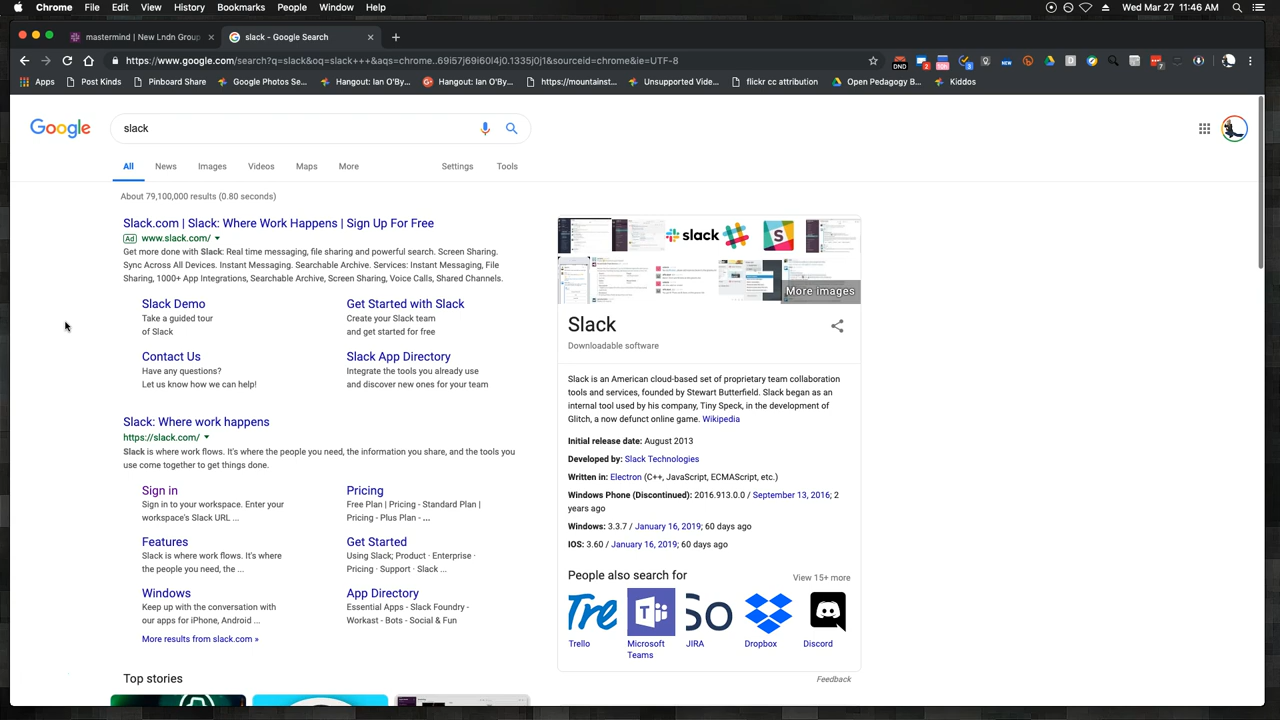 Chrome File Edit View History Bookmarks People Window Help Wed Mar 27 11:46 AM
mastermind | New Lndn Group
slack - Google Search
https://www.google.com/search?q=slack&oq=slack+++&aqs=chrome..69i57j69i60l4j0.1335j0j1&sourceid=chrome&ie=UTF-8
Apps Post Kinds Pinboard Share Google Photos Se... Hangout: Ian O'By... Hangout: Ian O'By... https://mountainst... Unsupported Vide... flickr cc attribution Open Pedagogy B... Kiddos
Google
slack
All News Images Videos Maps More Settings Tools
About 79,100,000 results (0.80 seconds)
Slack.com | Slack: Where Work Happens | Sign Up For Free
Ad www.slack.com/
Get more done with Slack: Real time messaging, file sharing and powerful search. Screen Sharing.
Sync Across All Devices. Instant Messaging. Searchable Archive. Services: Instant Messaging, File
Sharing, 1000+ App Integrations, Searchable Archive, Screen Sharing, Voice Calls, Shared Channels.
Slack Demo
Take a guided tour
of Slack
Get Started with Slack
Create your Slack team
and get started for free
Contact Us
Have any questions?
Let us know how we can help!
Slack App Directory
Integrate the tools you already use
and discover new ones for your team
Slack: Where work happens
https://slack.com/
Slack is where work flows. It's where the people you need, the information you share, and the tools you
use come together to get things done.
Sign in
Sign in to your workspace. Enter your
workspace's Slack URL ...
Pricing
Free Plan | Pricing - Standard Plan |
Pricing - Plus Plan - ...
Features
Slack is where work flows. It's where
the people you need, the ...
Get Started
Using Slack; Product · Enterprise ·
Pricing · Support · Slack ...
Windows
Keep up with the conversation with
our apps for iPhone, Android ...
App Directory
Essential Apps - Slack Foundry -
Workast - Bots - Social & Fun
More results from slack.com »
Top stories
slack
More images
Slack
Downloadable software
Slack is an American cloud-based set of proprietary team collaboration
tools and services, founded by Stewart Butterfield. Slack began as an
internal tool used by his company, Tiny Speck, in the development of
Glitch, a now defunct online game. Wikipedia
Initial release date: August 2013
Developed by: Slack Technologies
Written in: Electron (C++, JavaScript, ECMAScript, etc.)
Windows Phone (Discontinued): 2016.913.0.0 / September 13, 2016; 2
years ago
Windows: 3.3.7 / January 16, 2019; 60 days ago
IOS: 3.60 / January 16, 2019; 60 days ago
People also search for
View 15+ more
Trello
Microsoft
Teams
JIRA
Dropbox
Discord
Feedback